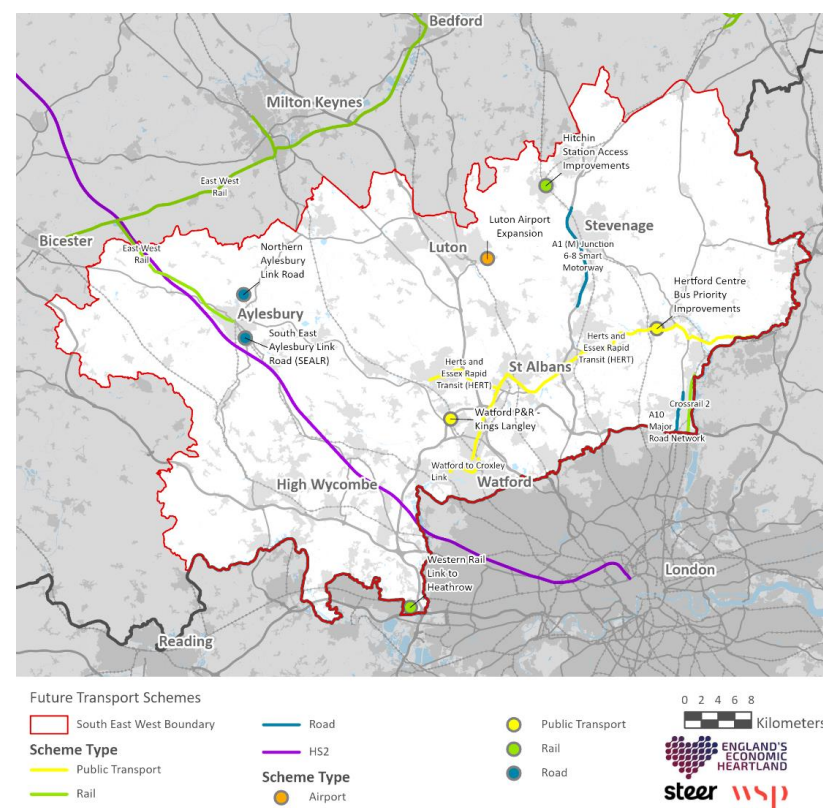 Bedford
Milton Keynes
Hitchin
Station Access
Improvements
East West
Rail
Stevenage
Luton Airport
Expansion
Bicester
Northern
Aylesbury
Link Road
East West
Rail
Luton
A1 (M) Junction
6-8 Smart
Motorway
Hertford Centre
Bus Priority
Improvements
Aylesbury
South East
Aylesbury Link
Road (SEALR)
Herts and
Essex Rapid
Transit (HERT)
Herts and
Essex Rapid
Transit (HERT)
St Albans
Watford P&R -
Kings Langley
Crossrail 2
A10
Major
Road Network
Watford to Croxley
Link
Watford
High Wycombe
Western Rail
Link to
Heathrow
London
Reading
Future Transport Schemes
South East West Boundary
Scheme Type
Public Transport
Rail
Road
HS2
Scheme Type
Airport
Public Transport
Rail
Road
0 2 4 6 8
Kilometers
ENGLAND'S
ECONOMIC
HEARTLAND
steer
wsp